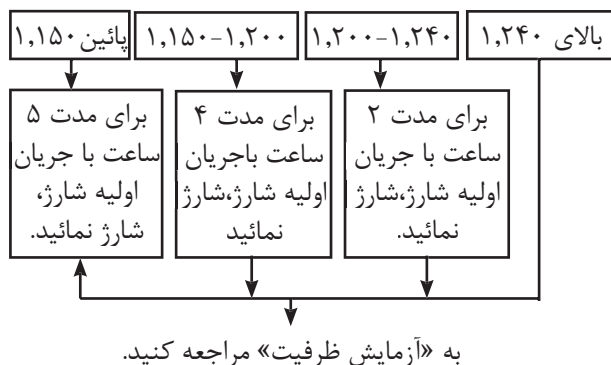 بالای ۱,۲۴۰
۱,۲۰۰-۱,۲۴۰
۱,۱۵۰-۱,۲۰۰
پائین ۱,۱۵۰
برای مدت ۲
ساعت با جریان
اولیه شارژ،شارژ
نمائید.
برای مدت ۴
ساعت باجریان
اولیه شارژ،شارژ
نمائید
برای مدت ۵
ساعت با جریان
اولیه شارژ،
شارژ نمائید.
به «آزمایش ظرفیت» مراجعه کنید.